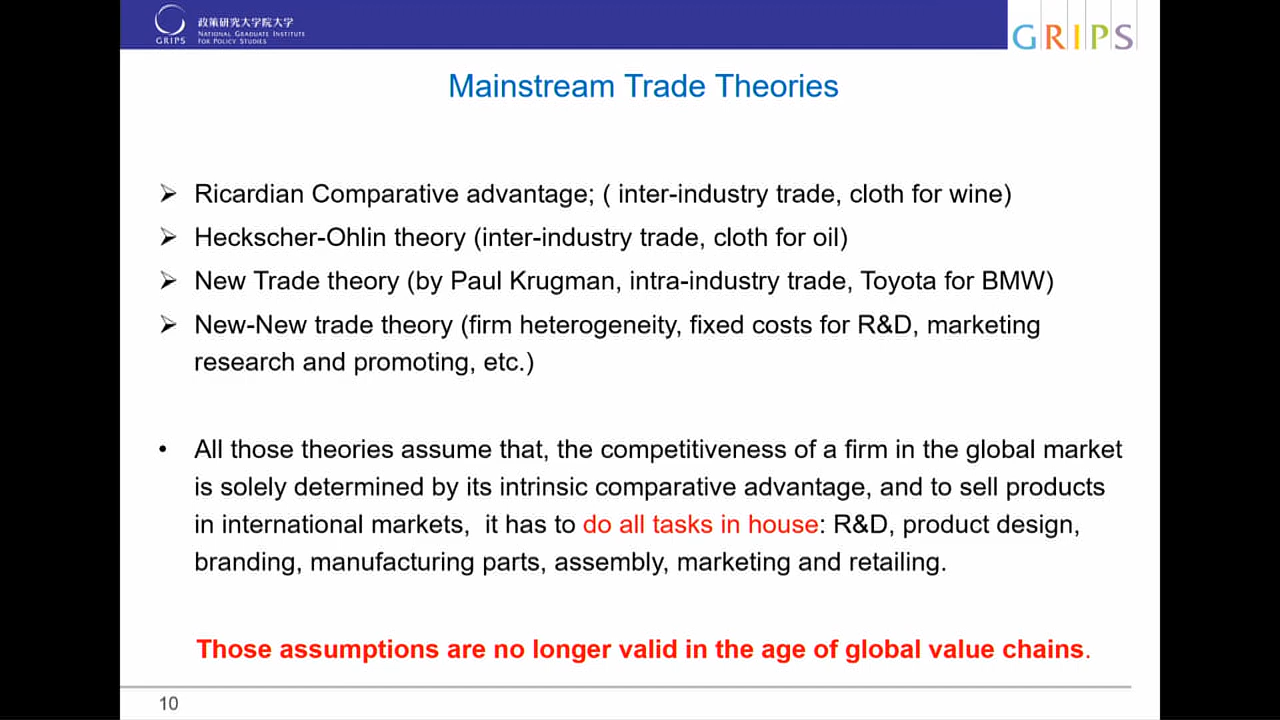 政策研究大学院大学
NATIONAL GRADUATE INSTITUTE
FOR POLICY STUDIES
GRIPS
GRIPS
Mainstream Trade Theories
➢ Ricardian Comparative advantage; ( inter-industry trade, cloth for wine)
➢ Heckscher-Ohlin theory (inter-industry trade, cloth for oil)
➢ New Trade theory (by Paul Krugman, intra-industry trade, Toyota for BMW)
➢ New-New trade theory (firm heterogeneity, fixed costs for R&D, marketing
research and promoting, etc.)
• All those theories assume that, the competitiveness of a firm in the global market
is solely determined by its intrinsic comparative advantage, and to sell products
in international markets, it has to do all tasks in house: R&D, product design,
branding, manufacturing parts, assembly, marketing and retailing.
Those assumptions are no longer valid in the age of global value chains.
10